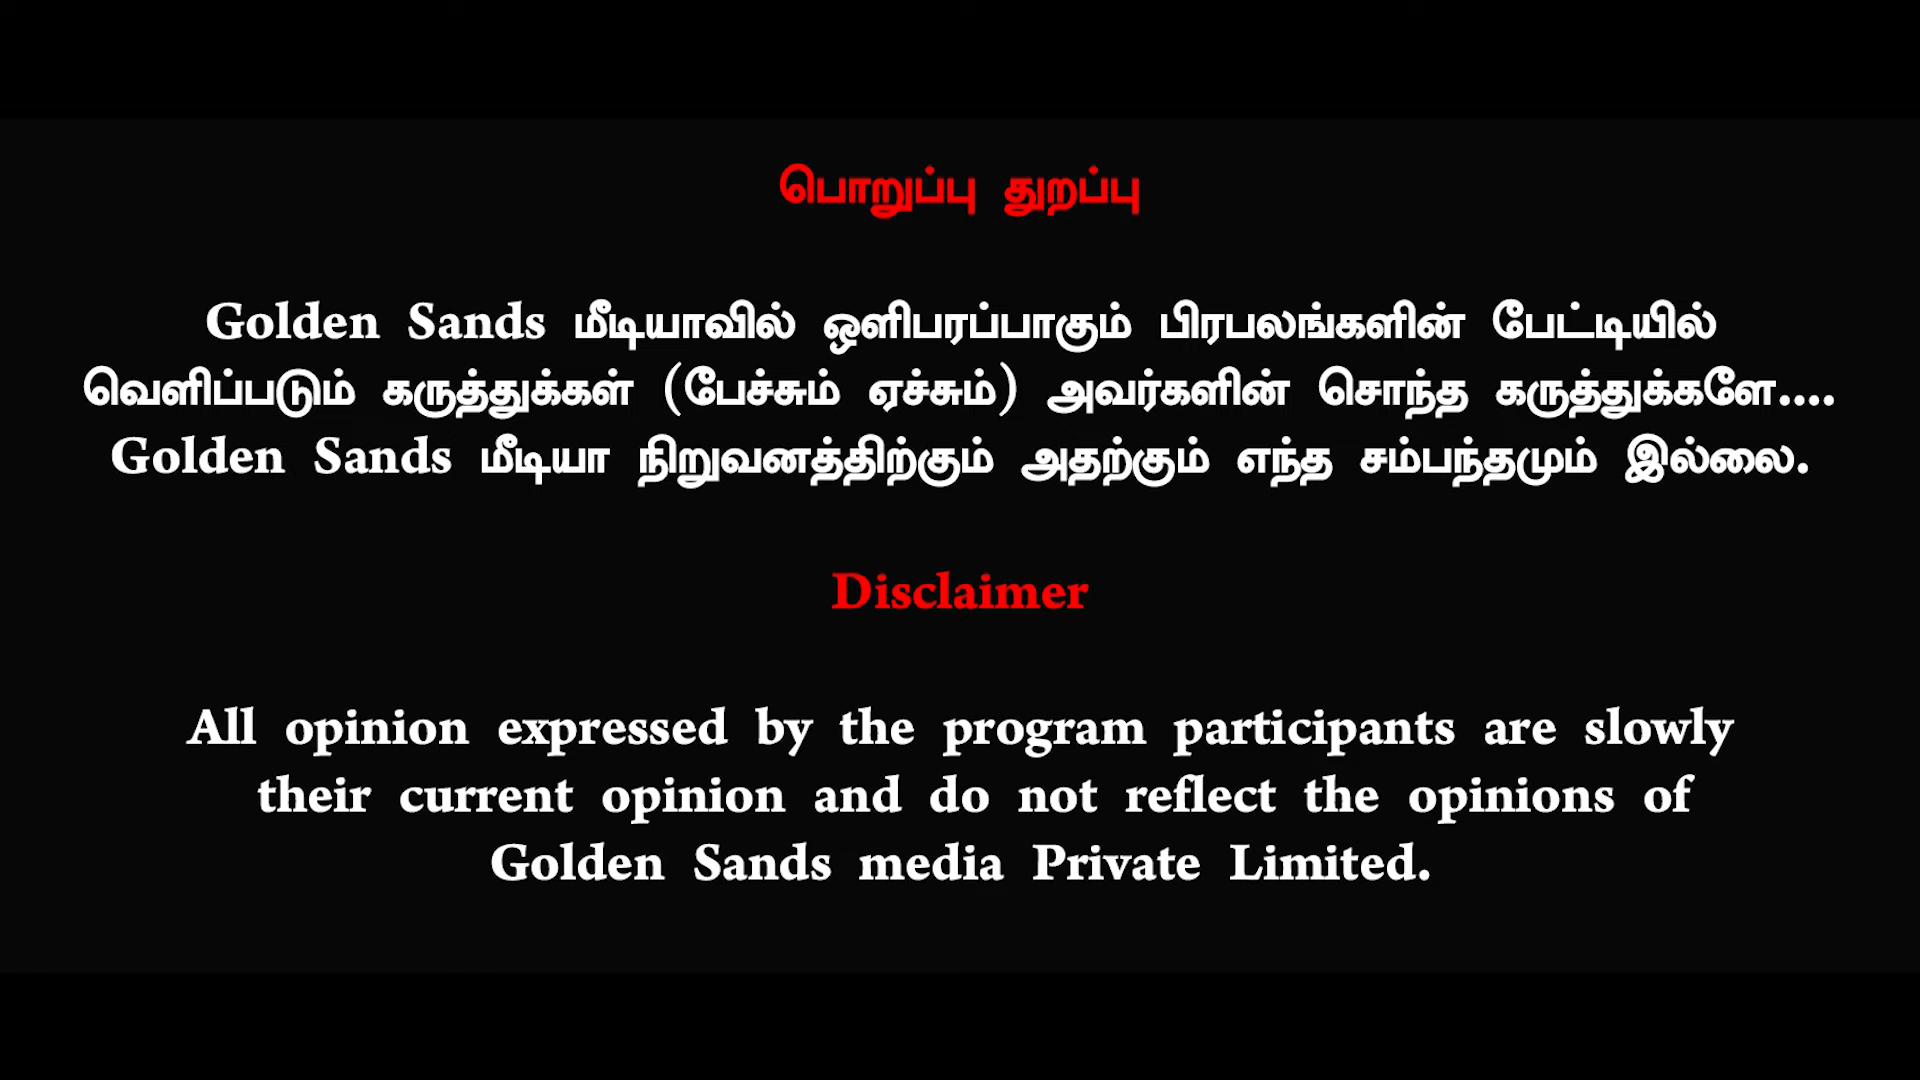 பொறுப்பு துறப்பு
Golden Sands மீடியாவில் ஒளிபரப்பாகும் பிரபலங்களின் பேட்டியில்
வெளிப்படும் கருத்துக்கள் (பேச்சும் ஏச்சும்) அவர்களின் சொந்த கருத்துக்களே....
Golden Sands மீடியா நிறுவனத்திற்கும் அதற்கும் எந்த சம்பந்தமும் இல்லை.
Disclaimer
All opinion expressed by the program participants are slowly
their current opinion and do not reflect the opinions of
Golden Sands media Private Limited.